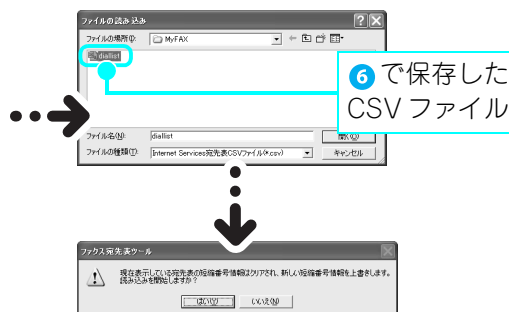 ファイルの読み込み
ファイルの場所(I): MyFAX
diallist
❻で保存した
CSVファイル
ファイル名(N): diallist 開く(O)
ファイルの種類(T): Internet Services宛先表CSVファイル(*.csv) キャンセル
ファクス宛先表ツール
現在表示している宛先表の短縮番号情報はクリアされ、新しい短縮番号情報を上書きします。
読み込みを開始しますか？
はい(Y) いいえ(N)